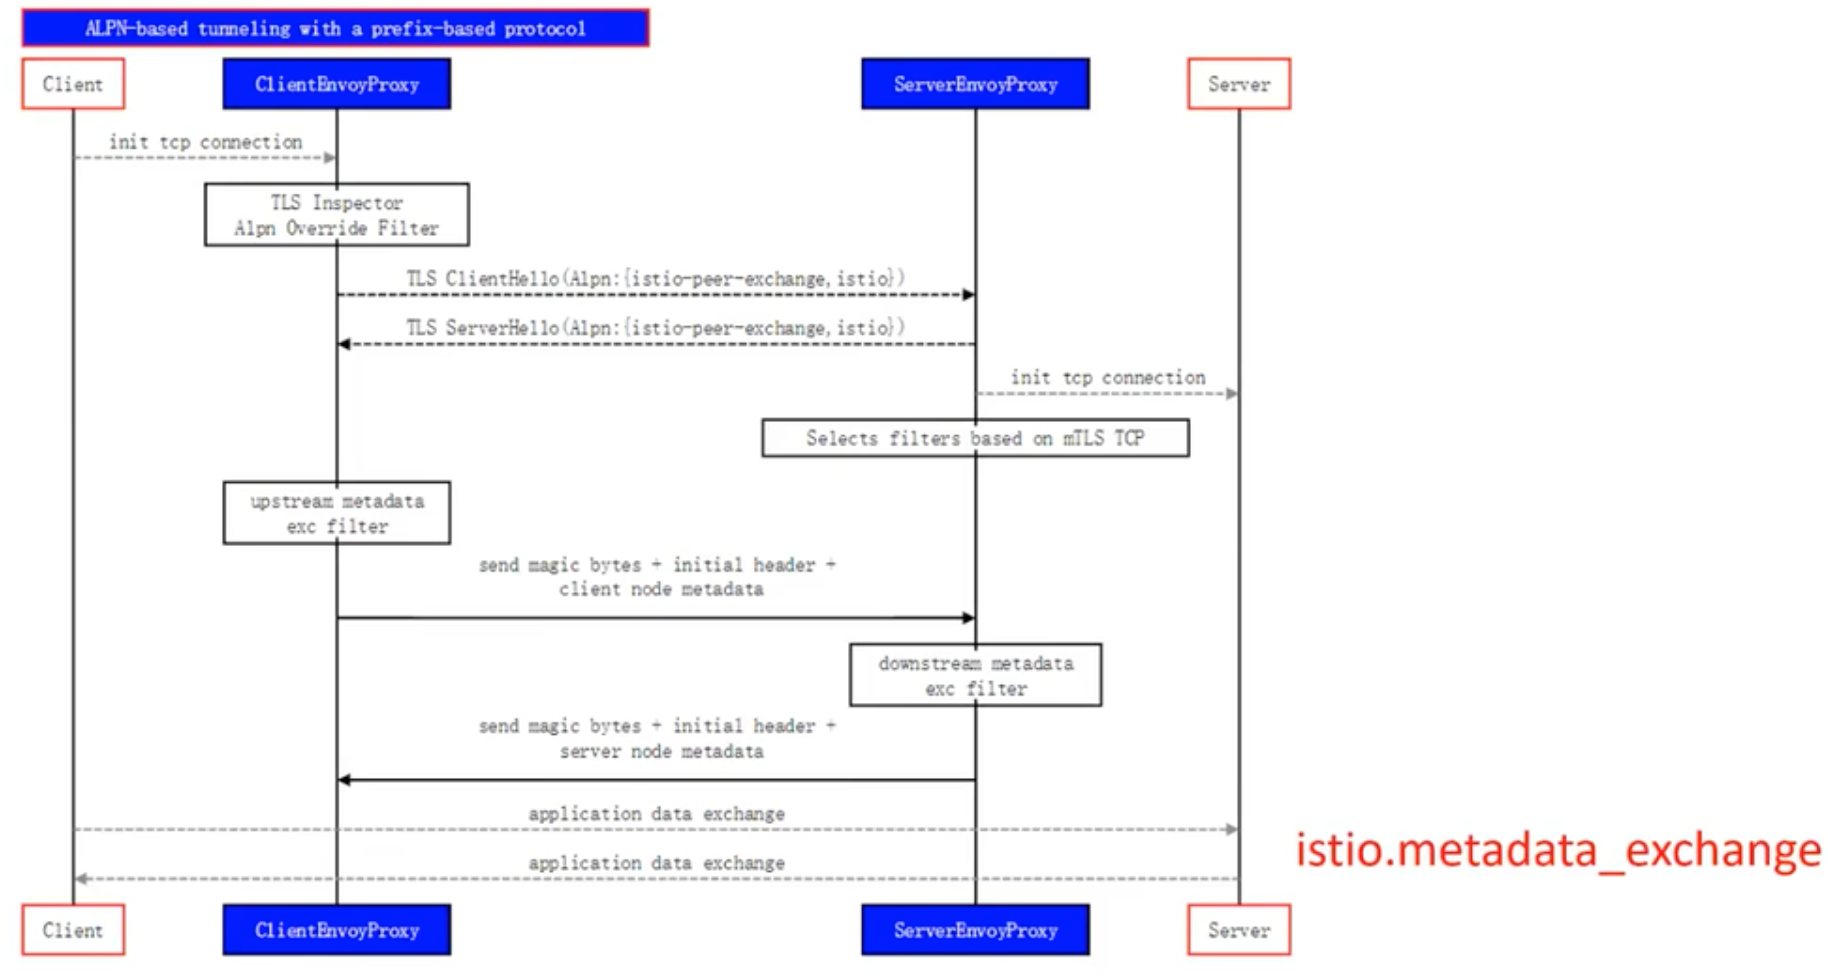 ALPN-based tunneling with a prefix-based protocol
Client
ClientEnvoyProxy
ServerEnvoyProxy
Server
init tcp connection
TLS Inspector
Alpn Override Filter
TLS ClientHello(Alpn:{istio-peer-exchange,istio})
TLS ServerHello(Alpn:{istio-peer-exchange,istio})
init tcp connection
Selects filters based on mTLS TCP
upstream metadata
exc filter
send magic bytes + initial header +
client node metadata
downstream metadata
exc filter
send magic bytes + initial header +
server node metadata
application data exchange
application data exchange
istio.metadata_exchange
Client
ClientEnvoyProxy
ServerEnvoyProxy
Server